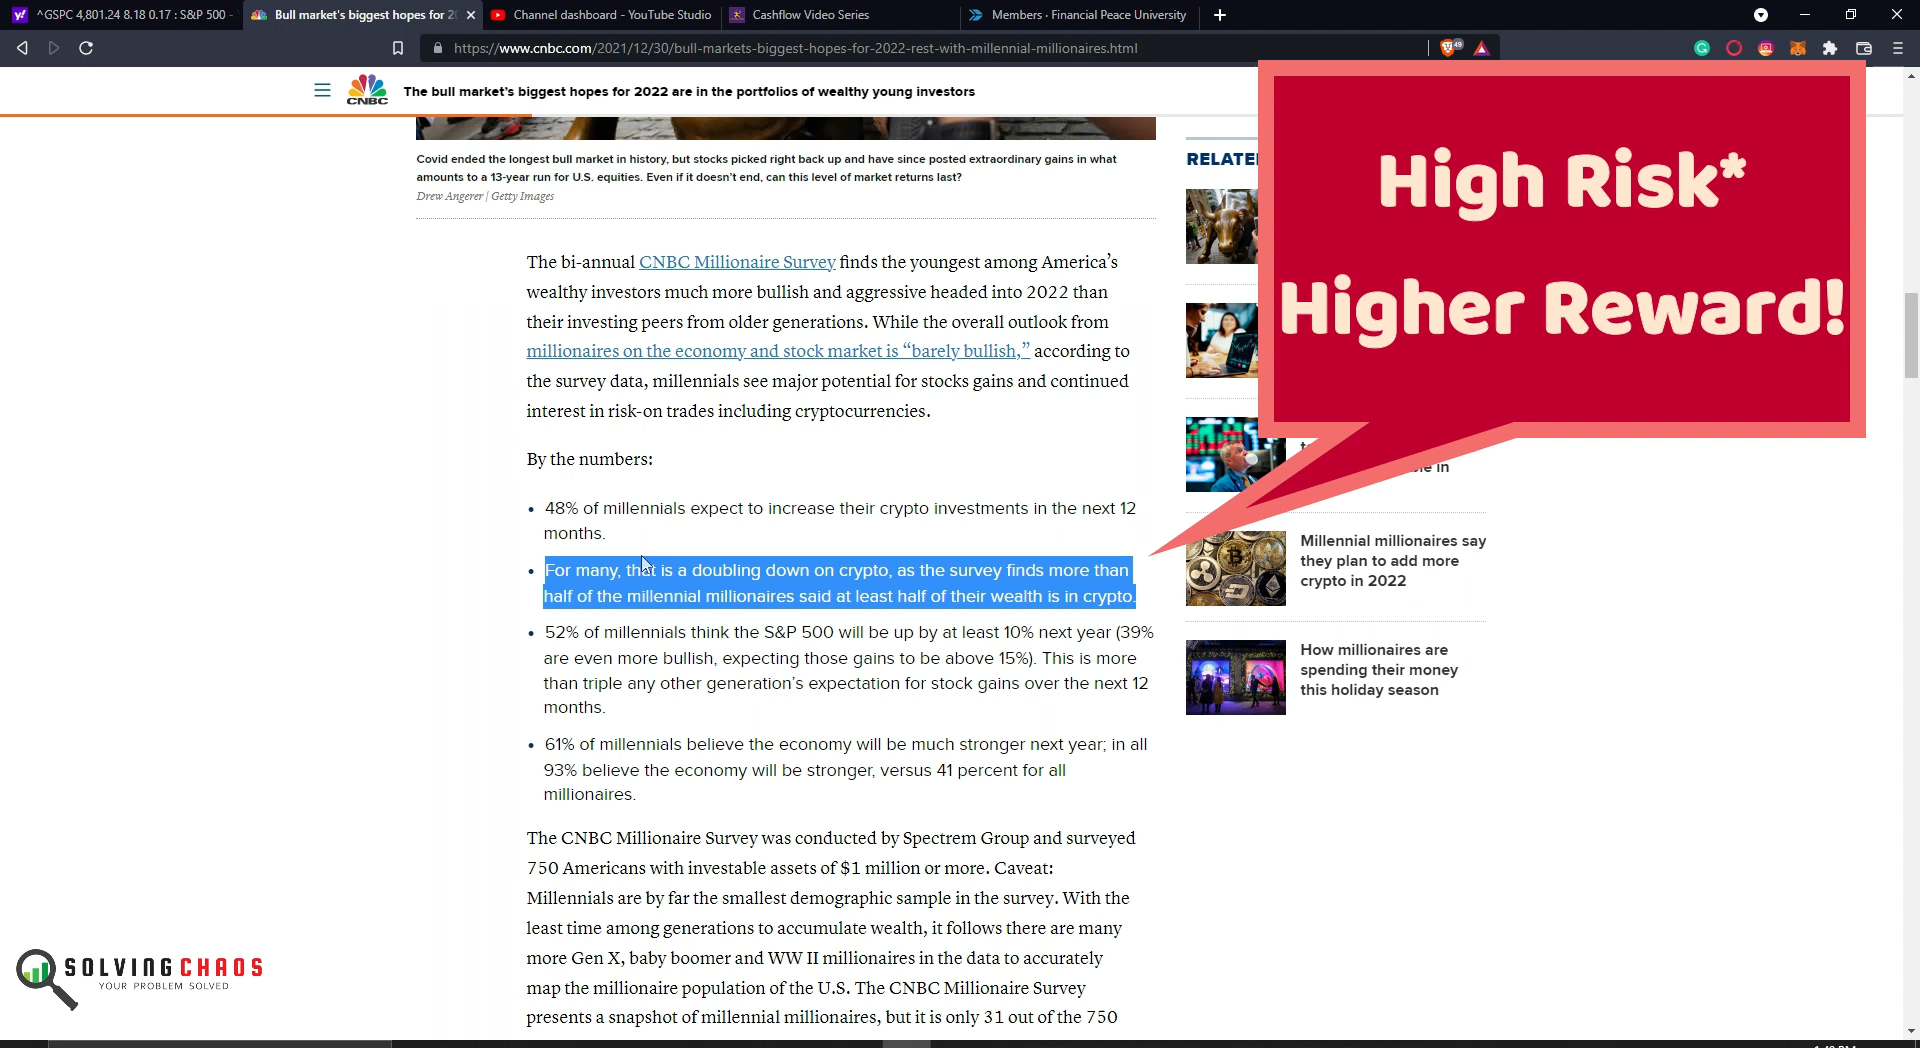 ^GSPC 4,801.24 8.18 0.17 : S&P 500 -
Bull market's biggest hopes for 2
Channel dashboard - YouTube Studio
Cashflow Video Series
Members · Financial Peace University
https://www.cnbc.com/2021/12/30/bull-markets-biggest-hopes-for-2022-rest-with-millennial-millionaires.html
49
CNBC
The bull market’s biggest hopes for 2022 are in the portfolios of wealthy young investors
Covid ended the longest bull market in history, but stocks picked right back up and have since posted extraordinary gains in what
amounts to a 13-year run for U.S. equities. Even if it doesn’t end, can this level of market returns last?
Drew Angerer | Getty Images
The bi-annual CNBC Millionaire Survey finds the youngest among America’s
wealthy investors much more bullish and aggressive headed into 2022 than
their investing peers from older generations. While the overall outlook from
millionaires on the economy and stock market is “barely bullish,” according to
the survey data, millennials see major potential for stocks gains and continued
interest in risk-on trades including cryptocurrencies.
By the numbers:
• 48% of millennials expect to increase their crypto investments in the next 12
months.
• For many, that is a doubling down on crypto, as the survey finds more than
half of the millennial millionaires said at least half of their wealth is in crypto.
• 52% of millennials think the S&P 500 will be up by at least 10% next year (39%
are even more bullish, expecting those gains to be above 15%). This is more
than triple any other generation’s expectation for stock gains over the next 12
months.
• 61% of millennials believe the economy will be much stronger next year; in all
93% believe the economy will be stronger, versus 41 percent for all
millionaires.
The CNBC Millionaire Survey was conducted by Spectrem Group and surveyed
750 Americans with investable assets of $1 million or more. Caveat:
Millennials are by far the smallest demographic sample in the survey. With the
least time among generations to accumulate wealth, it follows there are many
more Gen X, baby boomer and WW II millionaires in the data to accurately
map the millionaire population of the U.S. The CNBC Millionaire Survey
presents a snapshot of millennial millionaires, but it is only 31 out of the 750
High Risk*
Higher Reward!
RELATE
in
Millennial millionaires say
they plan to add more
crypto in 2022
How millionaires are
spending their money
this holiday season
SOLVING CHAOS
YOUR PROBLEM SOLVED